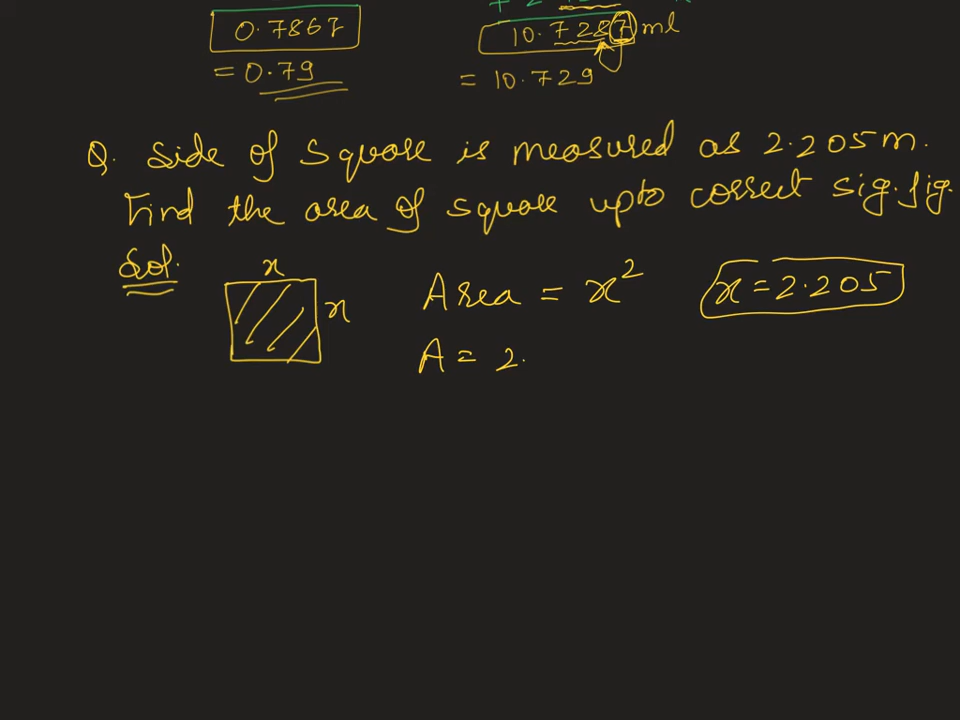 0.7867
10.7287 ml
= 0.79
= 10.729
Q. Side of Square is measured as 2.205 m.
Find the area of square upto correct sig. fig.
Sol.
x
x
Area = x²
x = 2.205
A = 2.